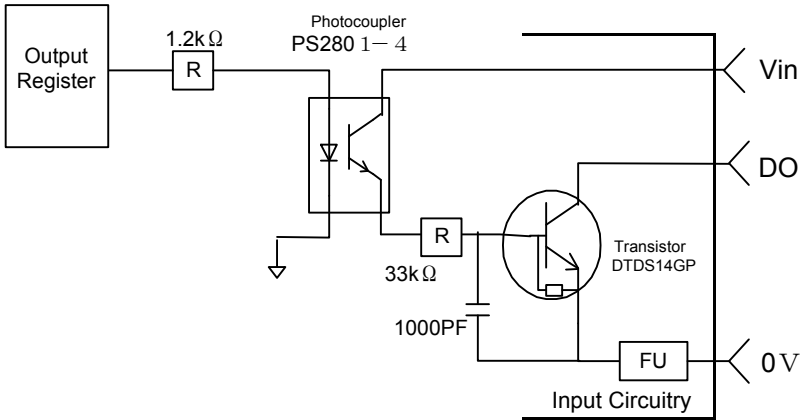 Photocoupler
PS280 1－4
1.2kΩ
Output
Register
R
Vin
DO
R
33kΩ
Transistor
DTDS14GP
1000PF
FU
0V
Input Circuitry